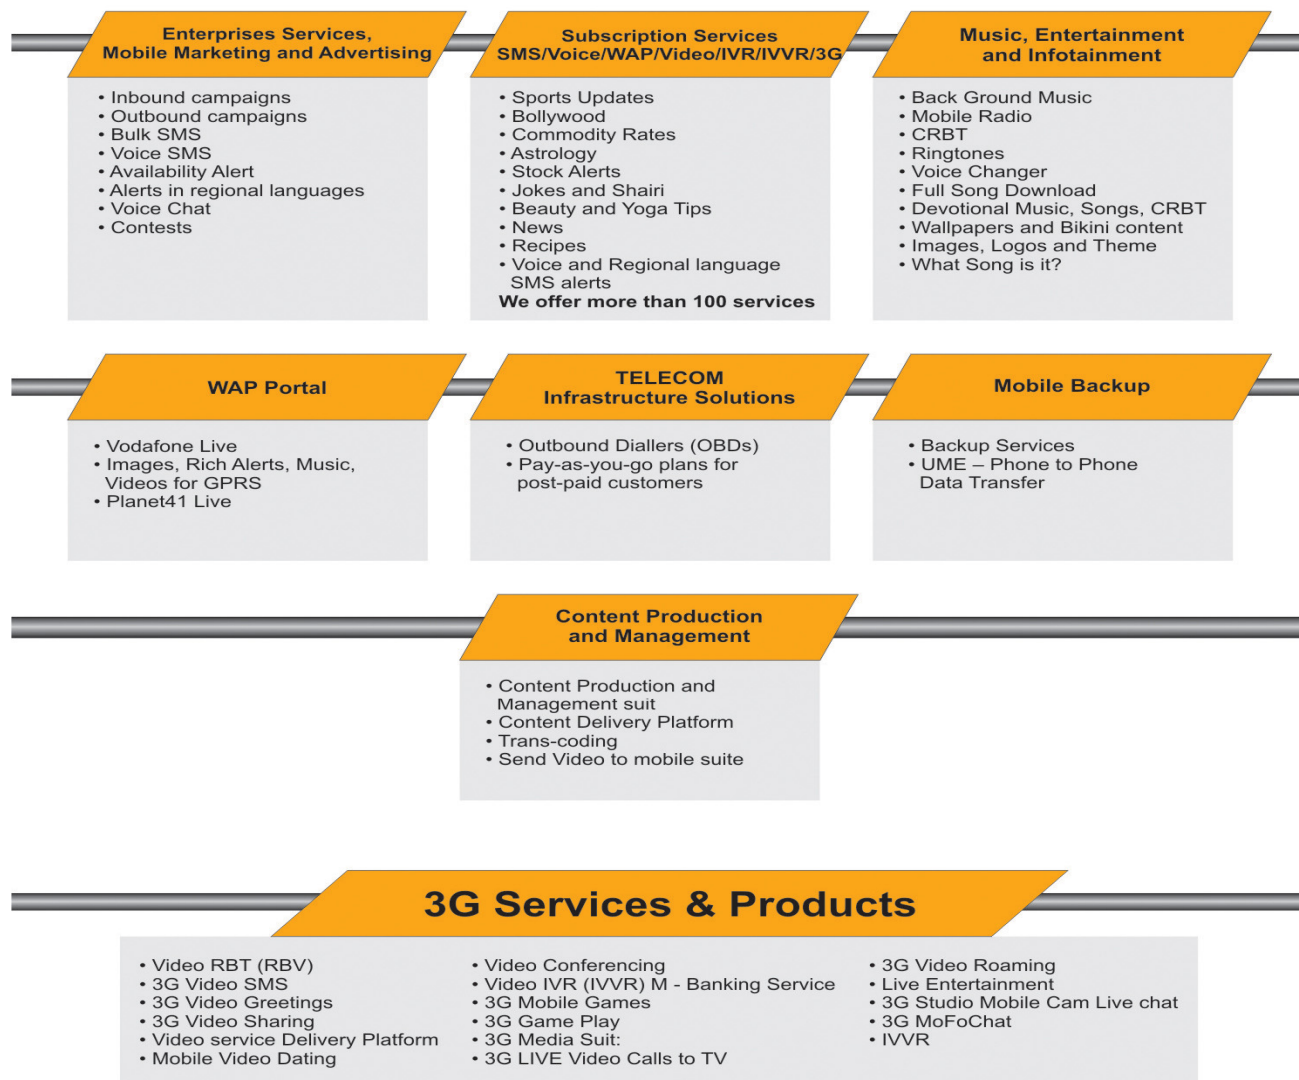 Enterprises Services,
Mobile Marketing and Advertising
• Inbound campaigns
• Outbound campaigns
• Bulk SMS
• Voice SMS
• Availability Alert
• Alerts in regional languages
• Voice Chat
• Contests
Subscription Services
SMS/Voice/WAP/Video/IVR/IVVR/3G
• Sports Updates
• Bollywood
• Commodity Rates
• Astrology
• Stock Alerts
• Jokes and Shairi
• Beauty and Yoga Tips
• News
• Recipes
• Voice and Regional language
SMS alerts
We offer more than 100 services
Music, Entertainment
and Infotainment
• Back Ground Music
• Mobile Radio
• CRBT
• Ringtones
• Voice Changer
• Full Song Download
• Devotional Music, Songs, CRBT
• Wallpapers and Bikini content
• Images, Logos and Theme
• What Song is it?
WAP Portal
• Vodafone Live
• Images, Rich Alerts, Music,
Videos for GPRS
• Planet41 Live
TELECOM
Infrastructure Solutions
• Outbound Diallers (OBDs)
• Pay-as-you-go plans for
post-paid customers
Mobile Backup
• Backup Services
• UME – Phone to Phone
Data Transfer
Content Production
and Management
• Content Production and
Management suit
• Content Delivery Platform
• Trans-coding
• Send Video to mobile suite
3G Services & Products
• Video RBT (RBV)
• 3G Video SMS
• 3G Video Greetings
• 3G Video Sharing
• Video service Delivery Platform
• Mobile Video Dating
• Video Conferencing
• Video IVR (IVVR) M - Banking Service
• 3G Mobile Games
• 3G Game Play
• 3G Media Suit:
• 3G LIVE Video Calls to TV
• 3G Video Roaming
• Live Entertainment
• 3G Studio Mobile Cam Live chat
• 3G MoFoChat
• IVVR